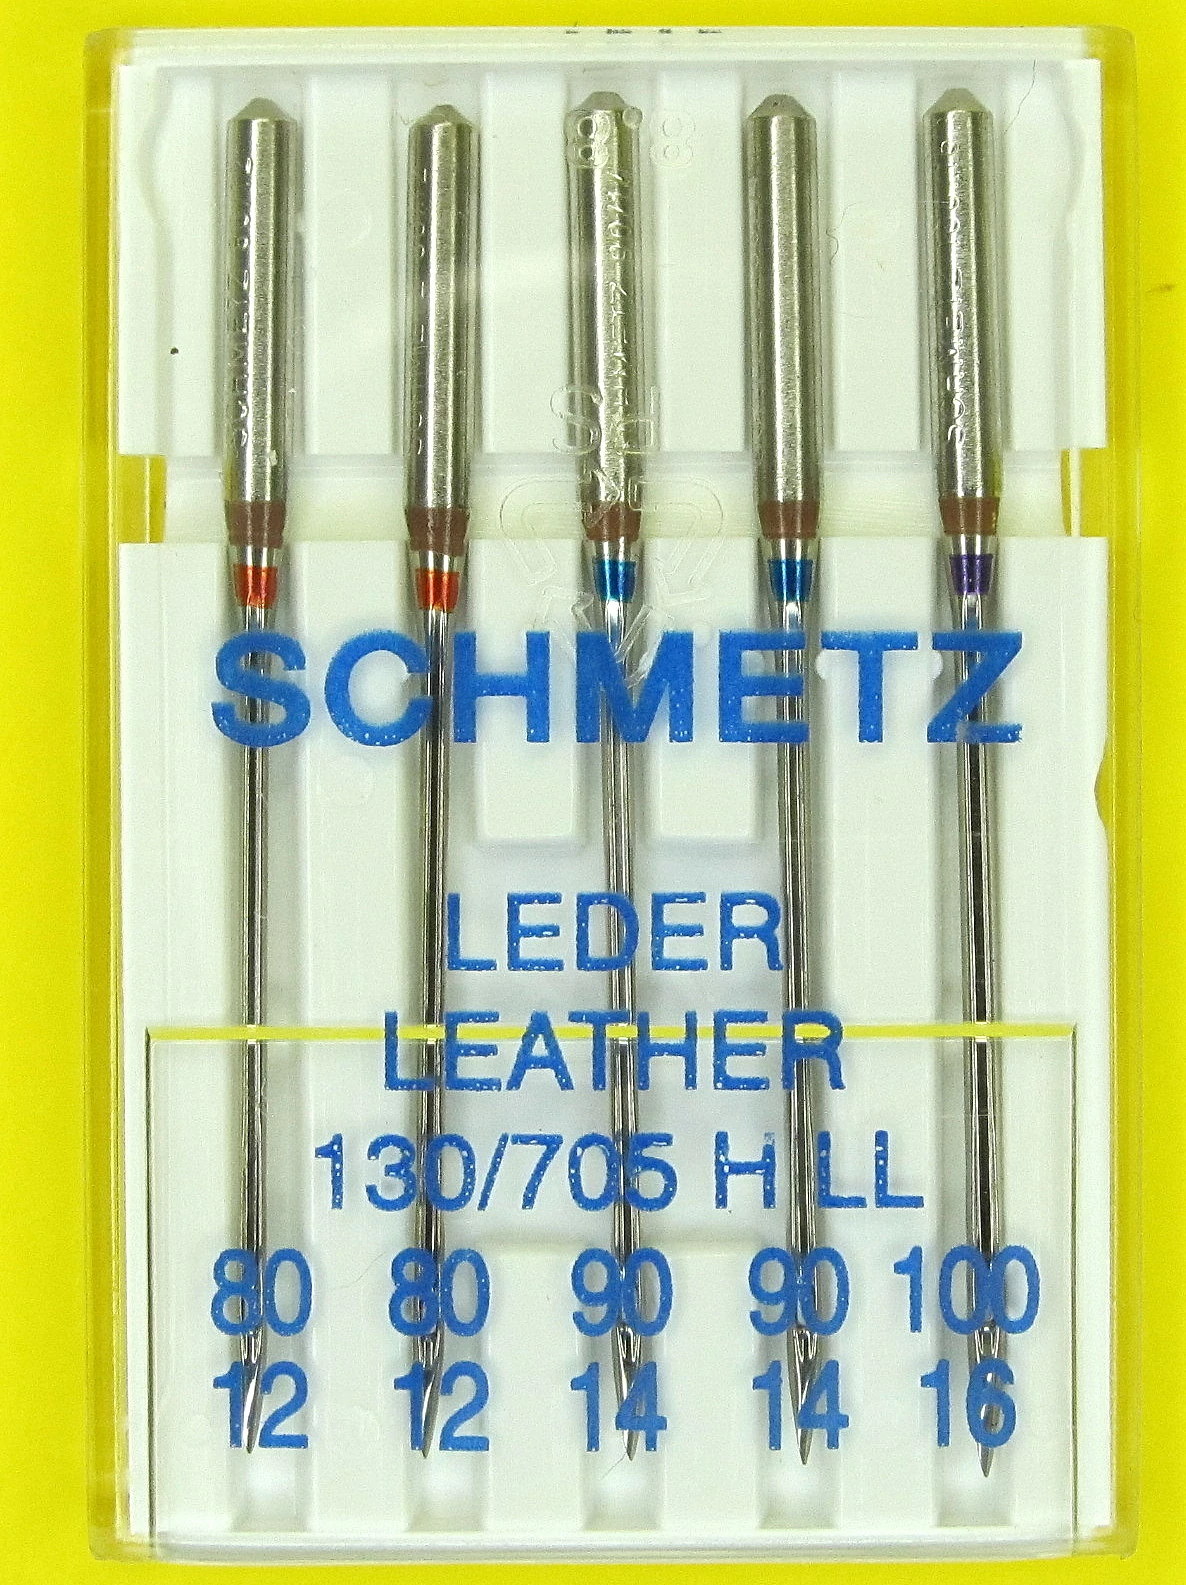 SCHMETZ
LEDER
LEATHER
130/705 H LL
80 80 90 90 100
12 12 14 14 16